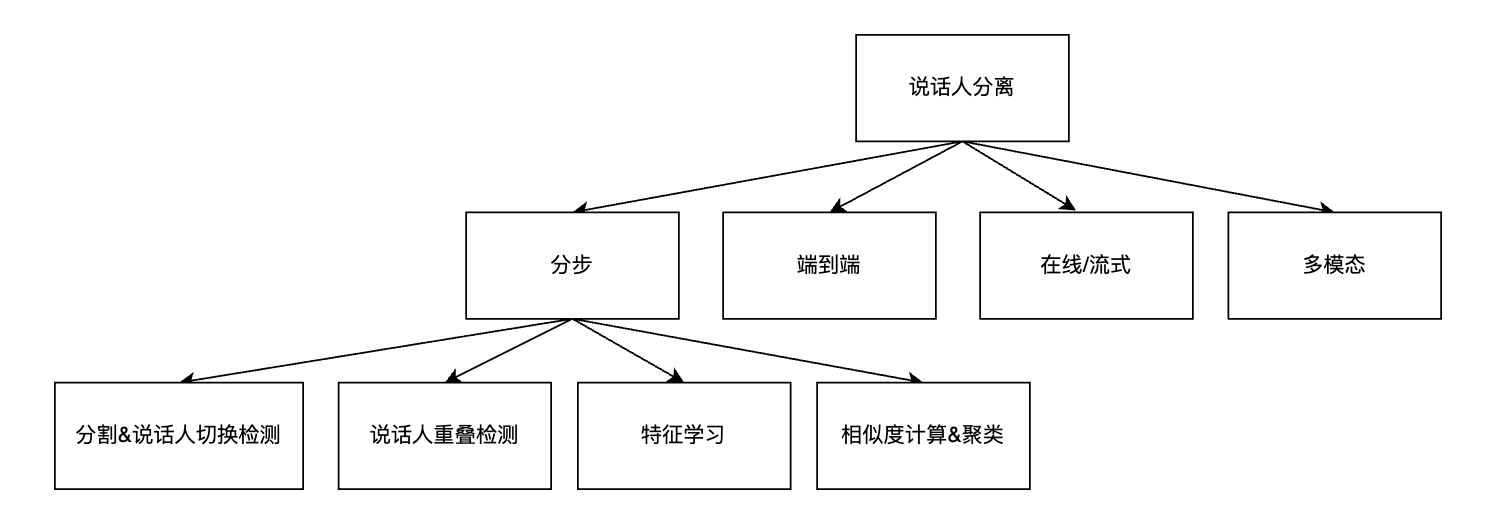 说话人分离
分步
端到端
在线/流式
多模态
分割&说话人切换检测
说话人重叠检测
特征学习
相似度计算&聚类